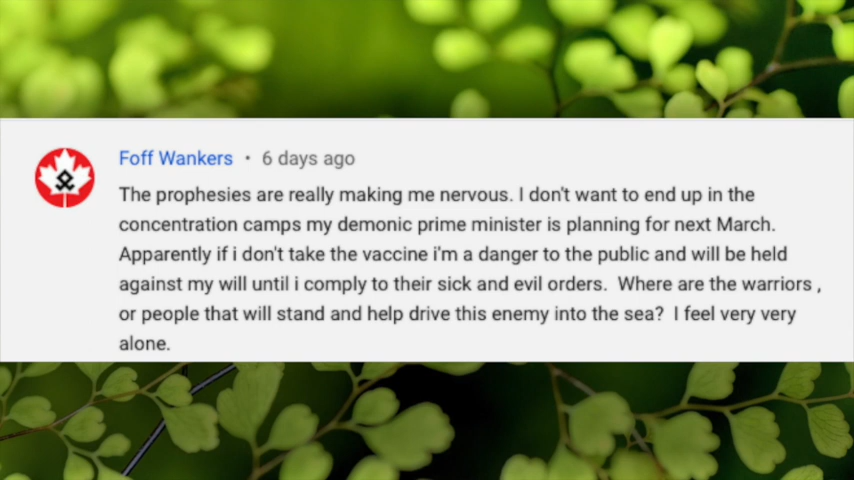 Foff Wankers • 6 days ago
The prophesies are really making me nervous. I don't want to end up in the
concentration camps my demonic prime minister is planning for next March.
Apparently if i don't take the vaccine i'm a danger to the public and will be held
against my will until i comply to their sick and evil orders.  Where are the warriors ,
or people that will stand and help drive this enemy into the sea?  I feel very very
alone.